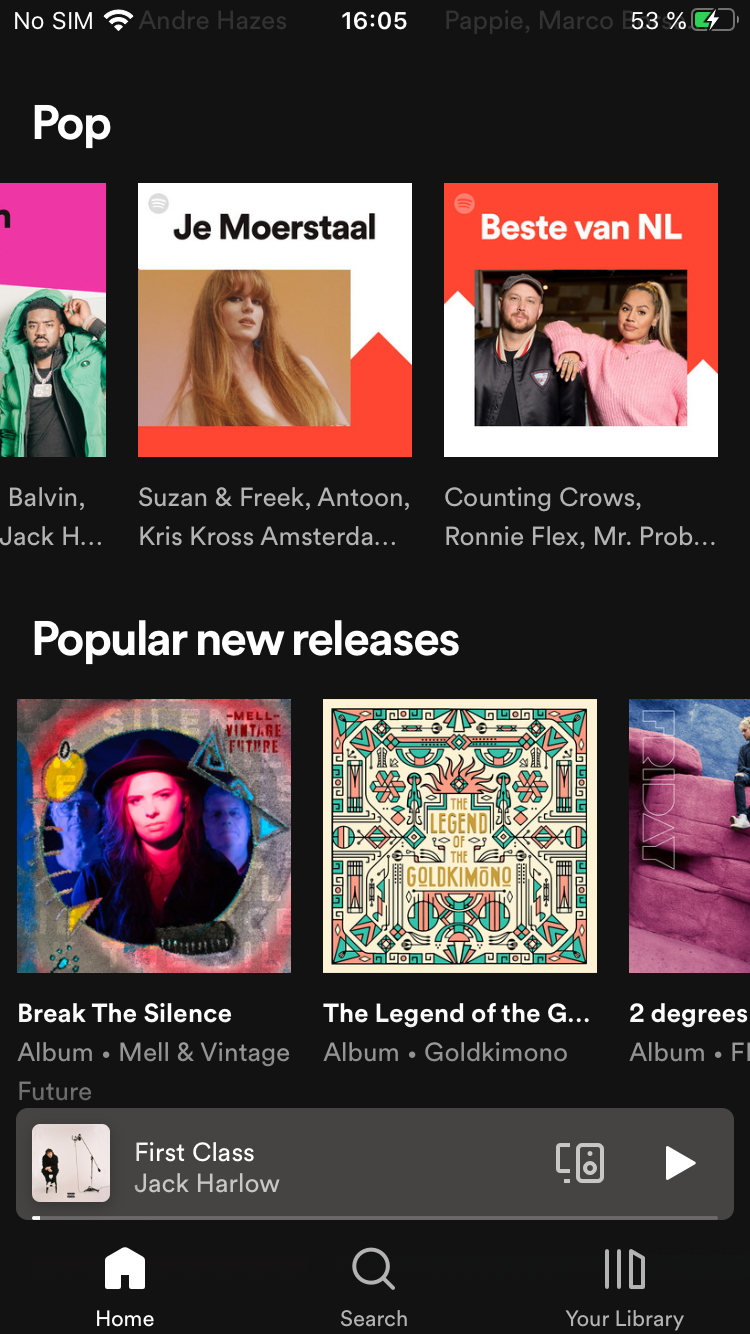 No SIM
Andre Hazes
16:05
Pappie, Marco
53 %
Pop
n
Je Moerstaal
Beste van NL
Balvin,
Jack H...
Suzan & Freek, Antoon,
Kris Kross Amsterda...
Counting Crows,
Ronnie Flex, Mr. Prob...
Popular new releases
-MELL-
VINTAGE
FUTURE
THE
LEGEND
OF
THE
GOLDKIMONO
FRIDAY
Break The Silence
Album • Mell & Vintage
Future
The Legend of the G...
Album • Goldkimono
2 degrees
Album • Fl
First Class
Jack Harlow
Home
Search
Your Library